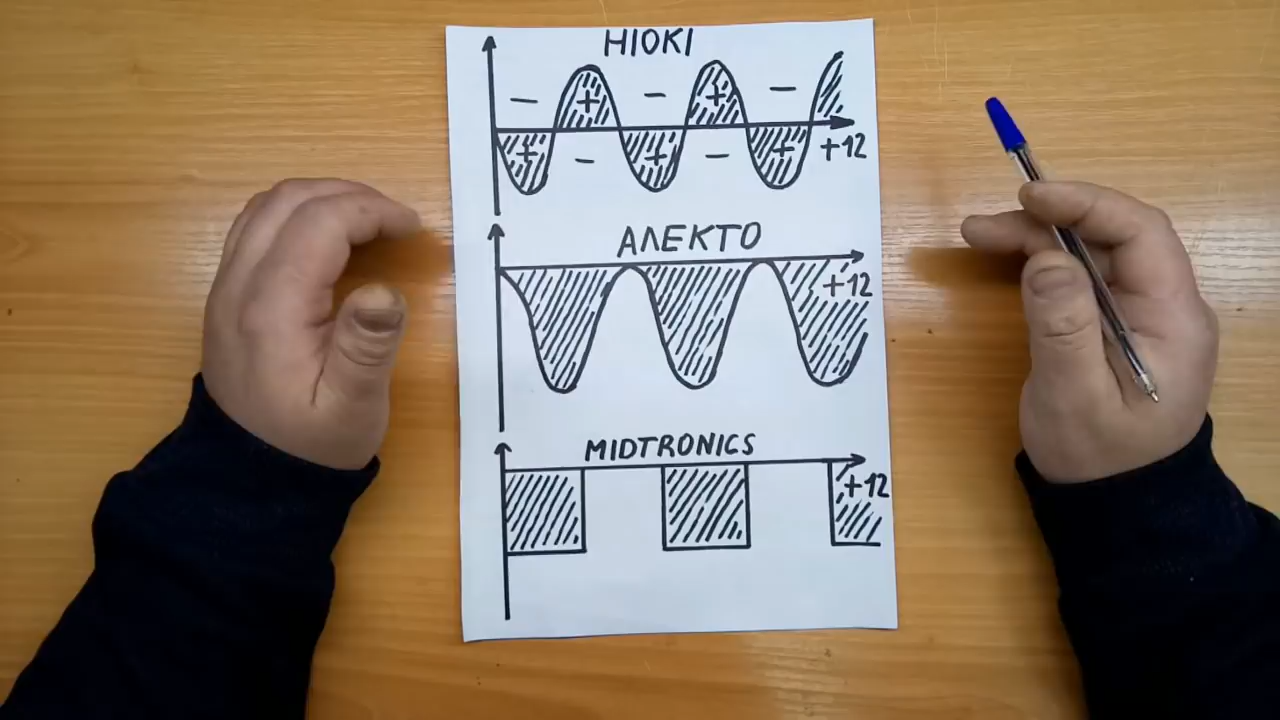 HIOKI
− + − + −
+ − + − +
+12
АЛЕКТО
+12
MIDTRONICS
+12